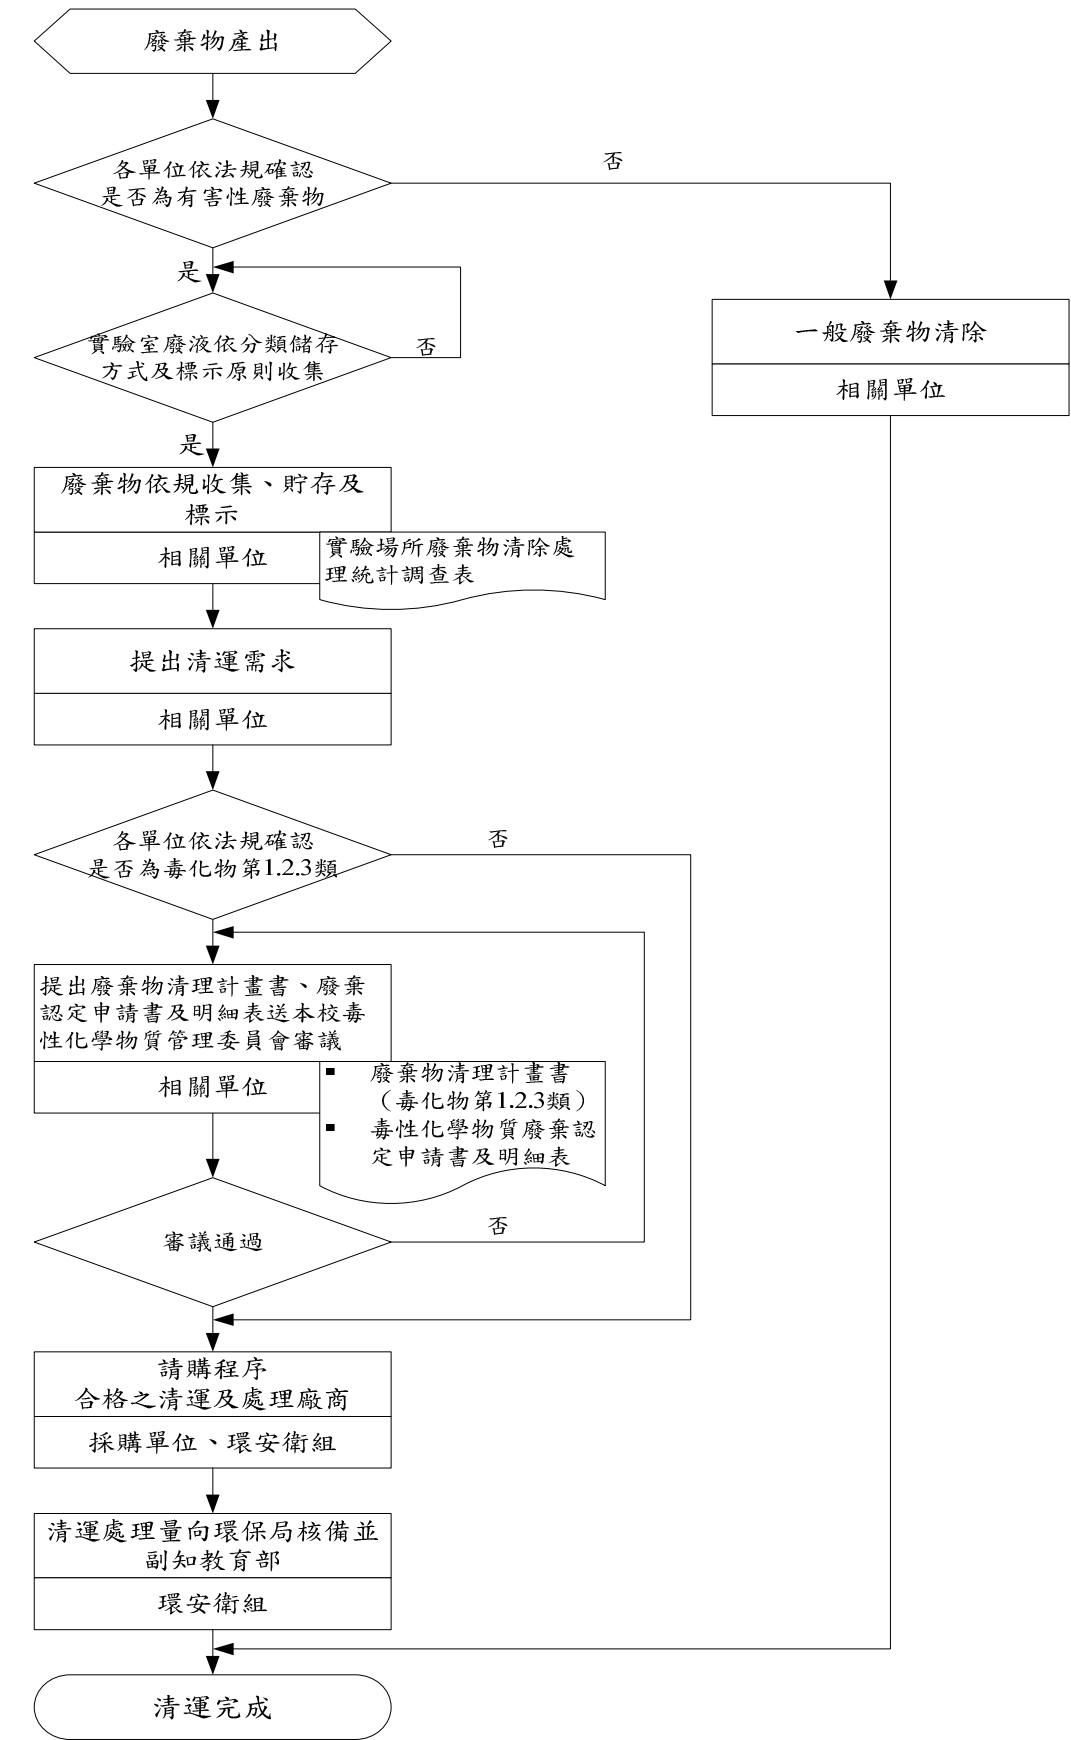 廢棄物產出
各單位依法規確認
是否為有害性廢棄物
否
是
實驗室廢液依分類儲存
方式及標示原則收集
否
一般廢棄物清除
相關單位
是
廢棄物依規收集、貯存及
標示
相關單位
實驗場所廢棄物清除處
理統計調查表
提出清運需求
相關單位
各單位依法規確認
是否為毒化物第1.2.3類
否
提出廢棄物清理計畫書、廢棄
認定申請書及明細表送本校毒
性化學物質管理委員會審議
相關單位
▪ 廢棄物清理計畫書
（毒化物第1.2.3類）
▪ 毒性化學物質廢棄認
定申請書及明細表
審議通過
否
請購程序
合格之清運及處理廠商
採購單位、環安衛組
清運處理量向環保局核備並
副知教育部
環安衛組
清運完成